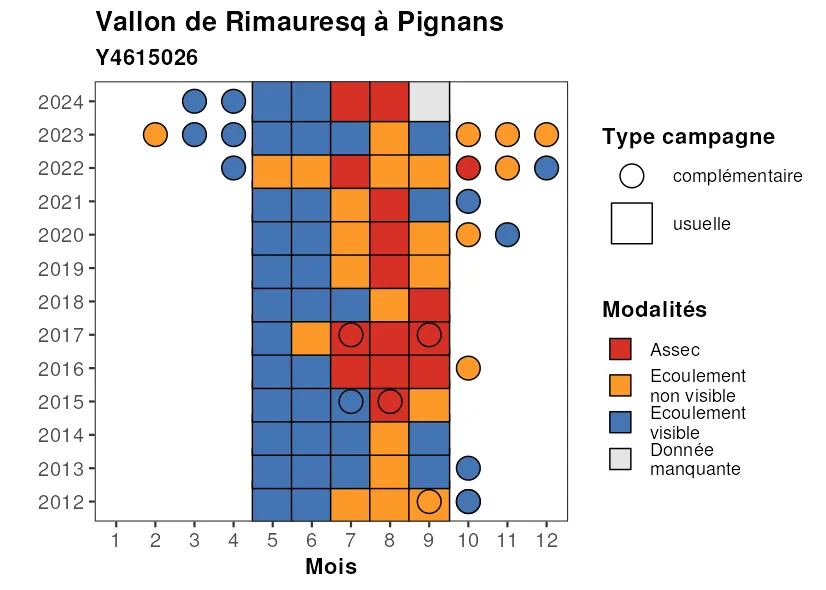 Vallon de Rimauresq à Pignans
Y4615026
2024
2023
2022
2021
2020
2019
2018
2017
2016
2015
2014
2013
2012
1 2 3 4 5 6 7 8 9 10 11 12
Mois
Type campagne
complémentaire
usuelle
Modalités
Assec
Ecoulement
non visible
Ecoulement
visible
Donnée
manquante